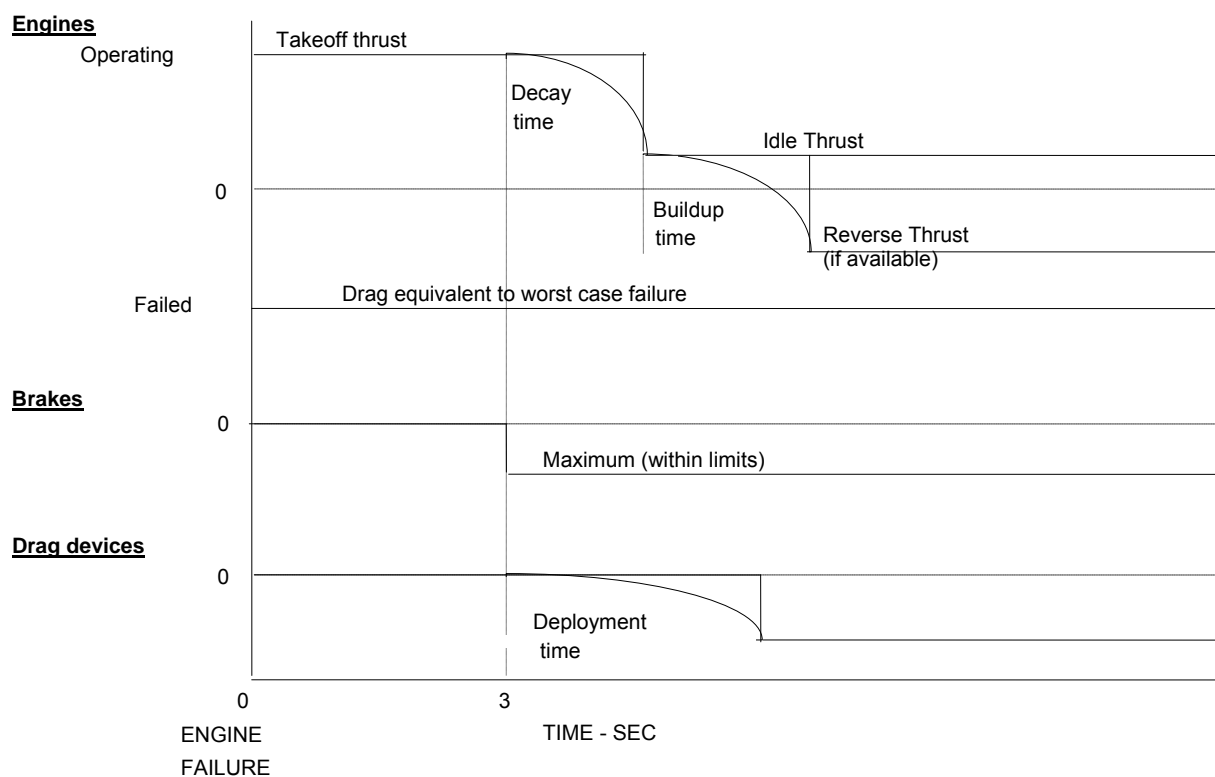 Engines
Takeoff thrust
Operating
Decay
time
Idle Thrust
0
Buildup
time
Reverse Thrust
(if available)
Drag equivalent to worst case failure
Failed
Brakes
0
Maximum (within limits)
Drag devices
0
Deployment
time
0
3
ENGINE
FAILURE
TIME - SEC